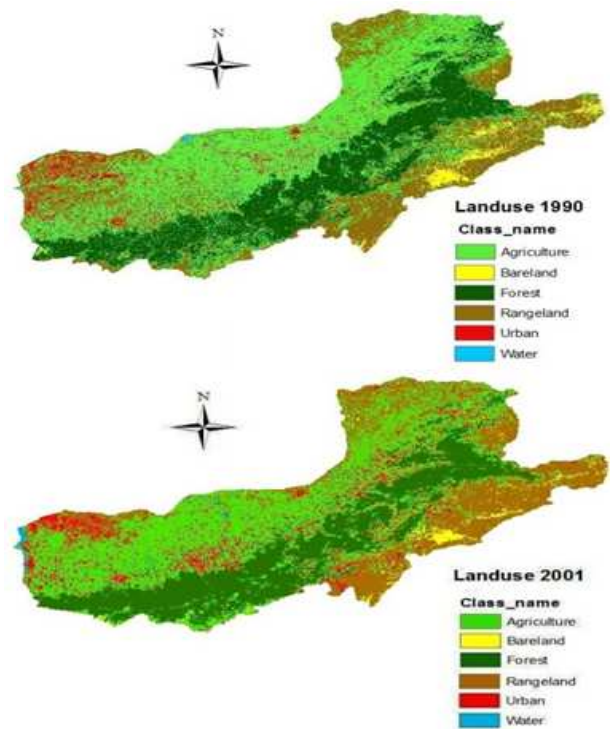 N
Landuse 1990
Class_name
Agriculture
Bareland
Forest
Rangeland
Urban
Water
N
Landuse 2001
Class_name
Agriculture
Bareland
Forest
Rangeland
Urban
Water